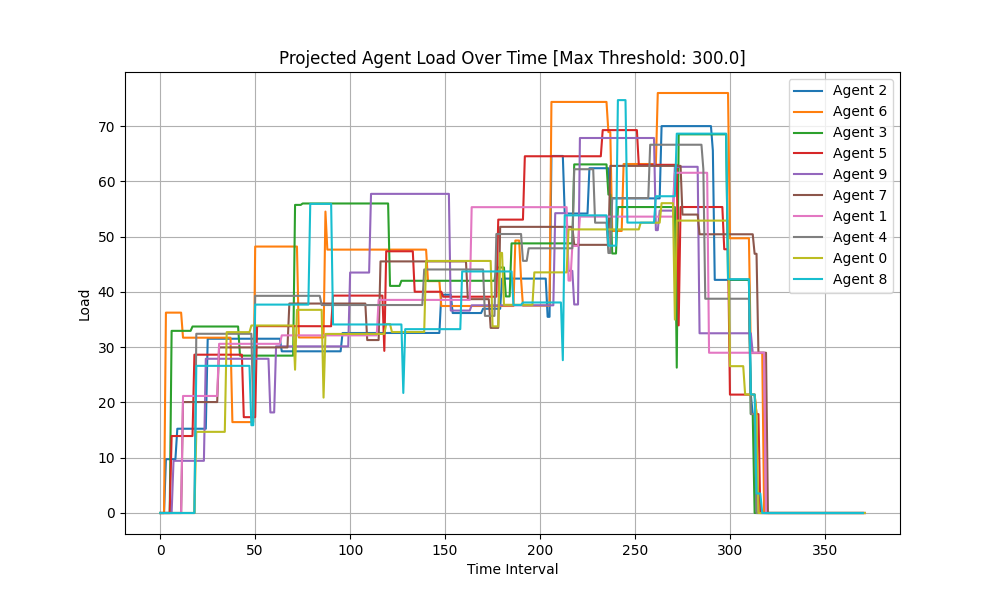 Projected Agent Load Over Time [Max Threshold: 300.0]
Load
70
60
50
40
30
20
10
0
0 50 100 150 200 250 300 350
Time Interval
Agent 2
Agent 6
Agent 3
Agent 5
Agent 9
Agent 7
Agent 1
Agent 4
Agent 0
Agent 8